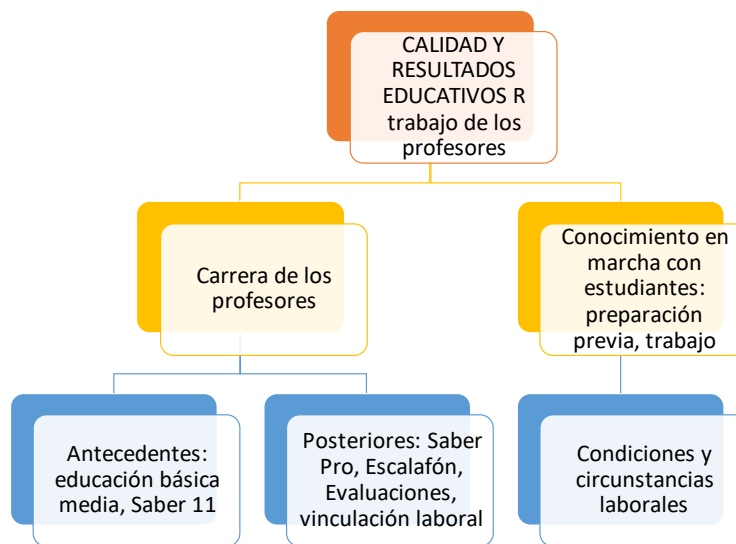 CALIDAD Y
RESULTADOS
EDUCATIVOS R
trabajo de los
profesores
Carrera de los
profesores
Conocimiento en
marcha con
estudiantes:
preparación
previa, trabajo
Antecedentes:
educación básica
media, Saber 11
Posteriores: Saber
Pro, Escalafón,
Evaluaciones,
vinculación laboral
Condiciones y
circunstancias
laborales